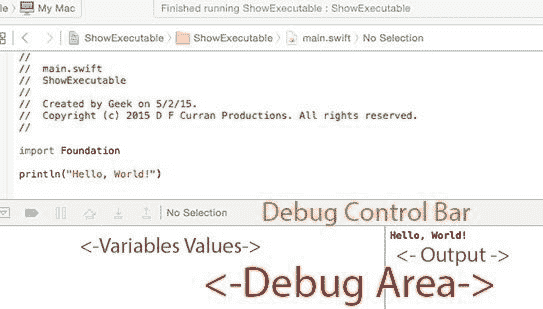 My Mac
Finished running ShowExecutable : ShowExecutable
ShowExecutable ShowExecutable main.swift No Selection
//
// main.swift
// ShowExecutable
//
// Created by Geek on 5/2/15.
// Copyright (c) 2015 D F Curran Productions. All rights reserved.
//
import Foundation
println("Hello, World!")
No Selection
Debug Control Bar
Hello, World!
<-Variables Values->
<- Output ->
<-Debug Area->